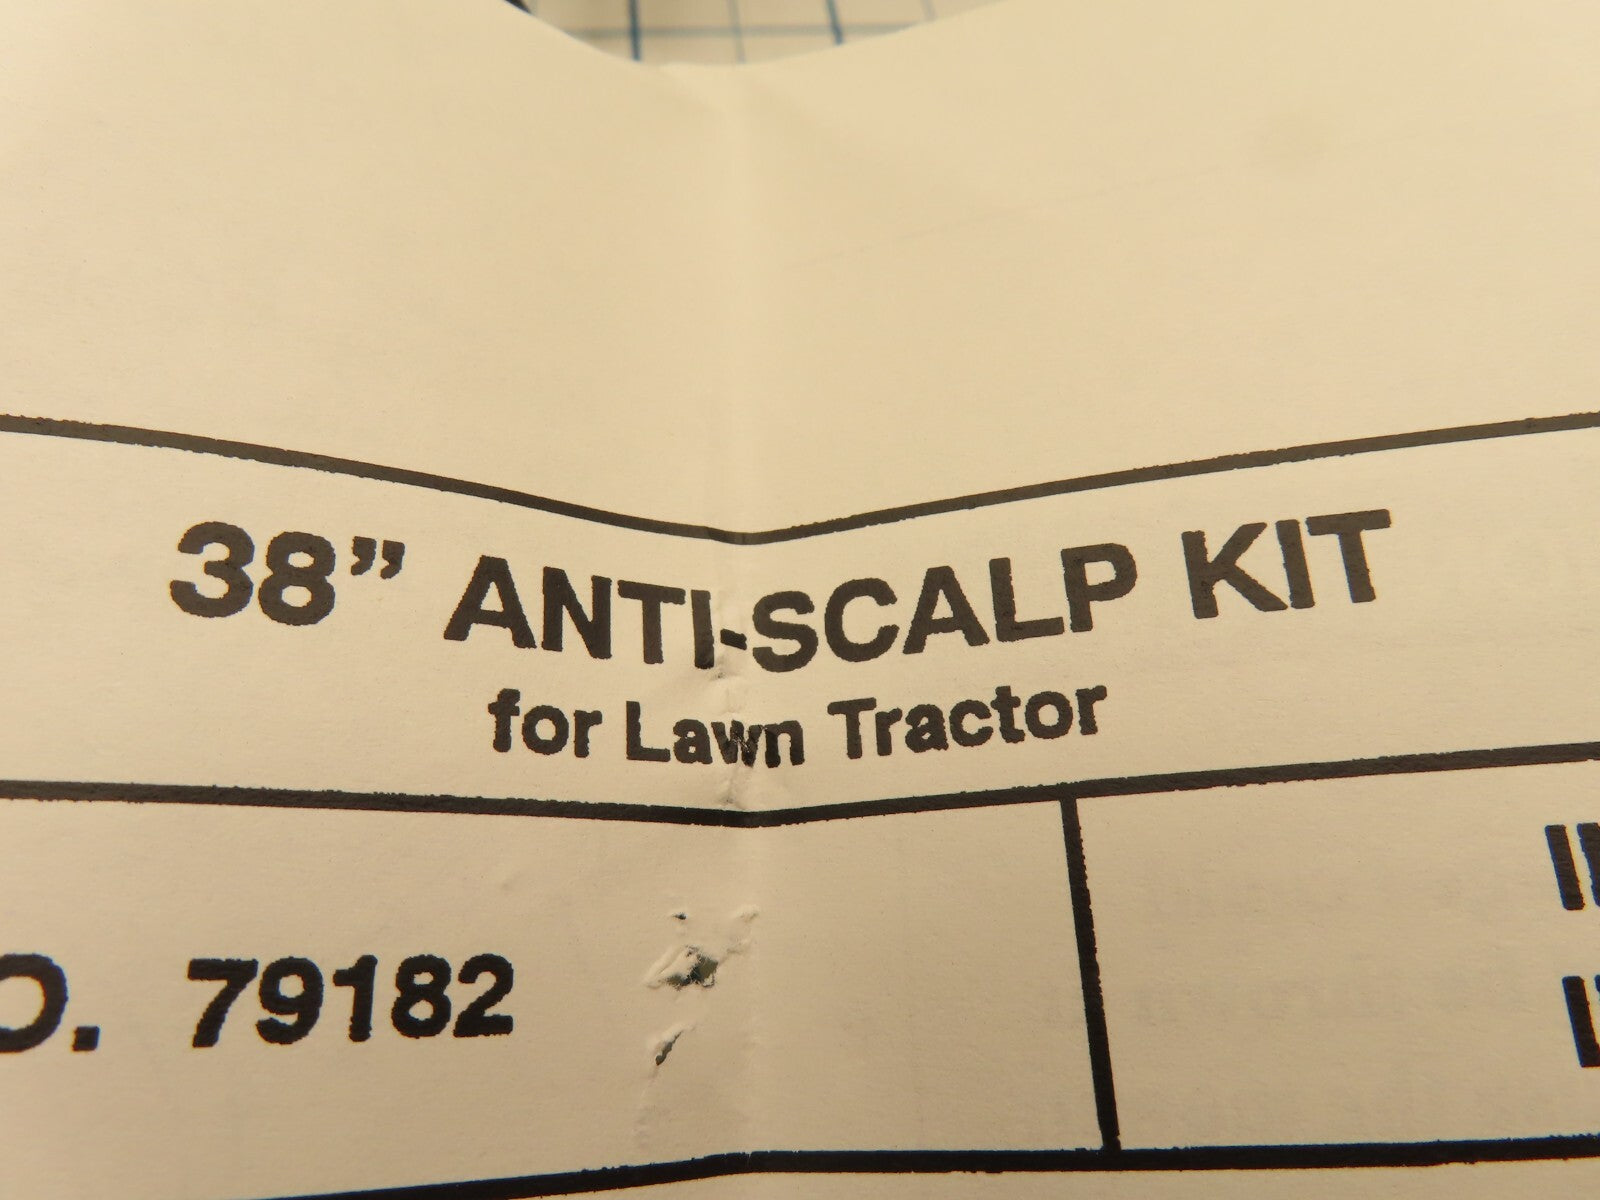 38” ANTI-SCALP KIT
for Lawn Tractor
O. 79182